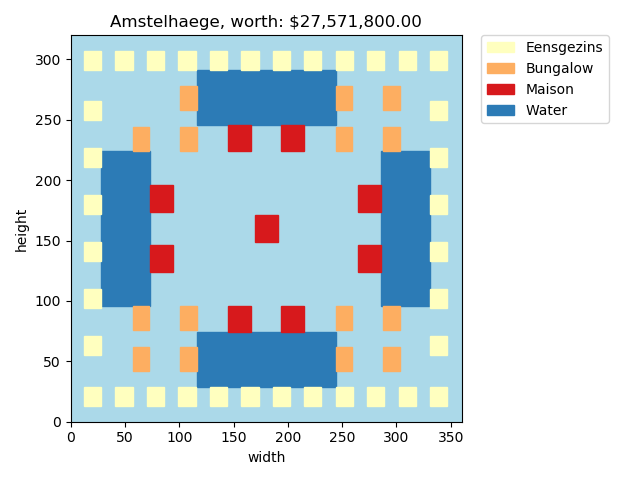 Amstelhaege, worth: $27,571,800.00
Eensgezins
Bungalow
Maison
Water
height
300
250
200
150
100
50
0
0 50 100 150 200 250 300 350
width